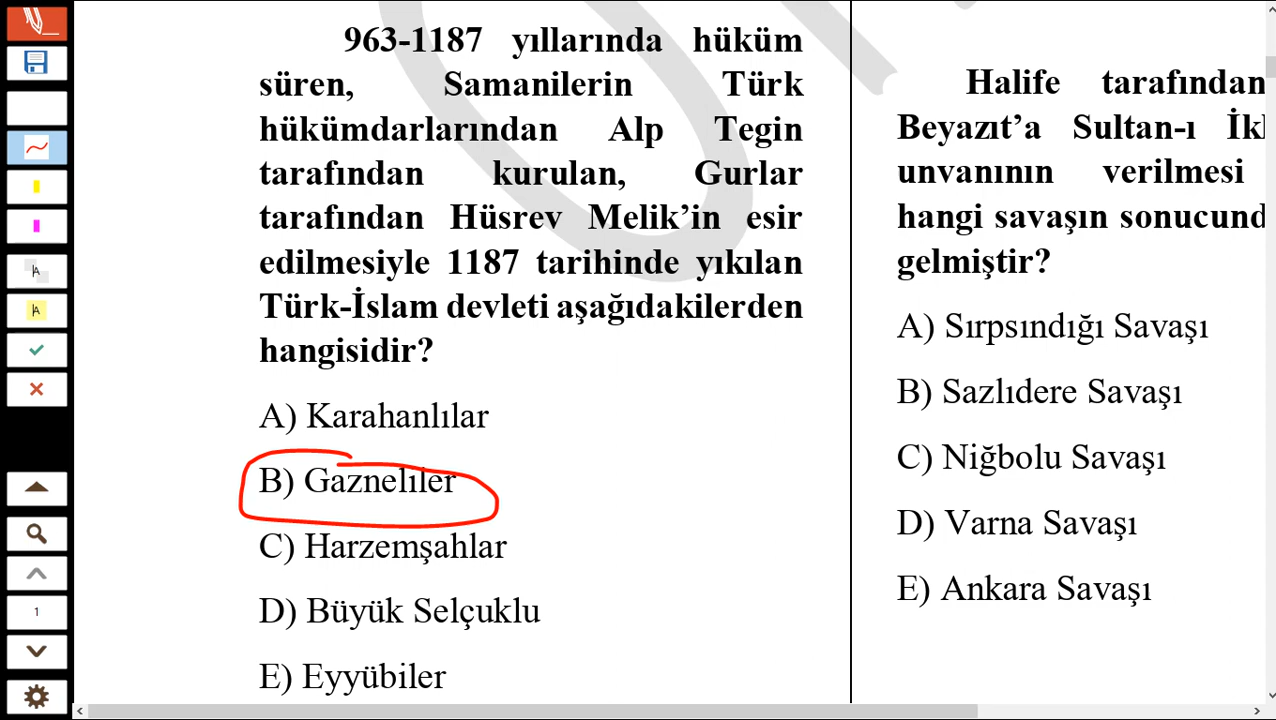 963-1187 yıllarında hüküm
süren, Samanilerin Türk
hükümdarlarından Alp Tegin
tarafından kurulan, Gurlar
tarafından Hüsrev Melik’in esir
edilmesiyle 1187 tarihinde yıkılan
Türk-İslam devleti aşağıdakilerden
hangisidir?
A) Karahanlılar
B) Gazneliler
C) Harzemşahlar
D) Büyük Selçuklu
E) Eyyübiler
Halife tarafından
Beyazıt’a Sultan-ı
unvanının verilmesi
hangi savaşın
gelmiştir?
A) Sırpsındığı Savaşı
B) Sazlıdere Savaşı
C) Niğbolu Savaşı
D) Varna Savaşı
E) Ankara Savaşı
1